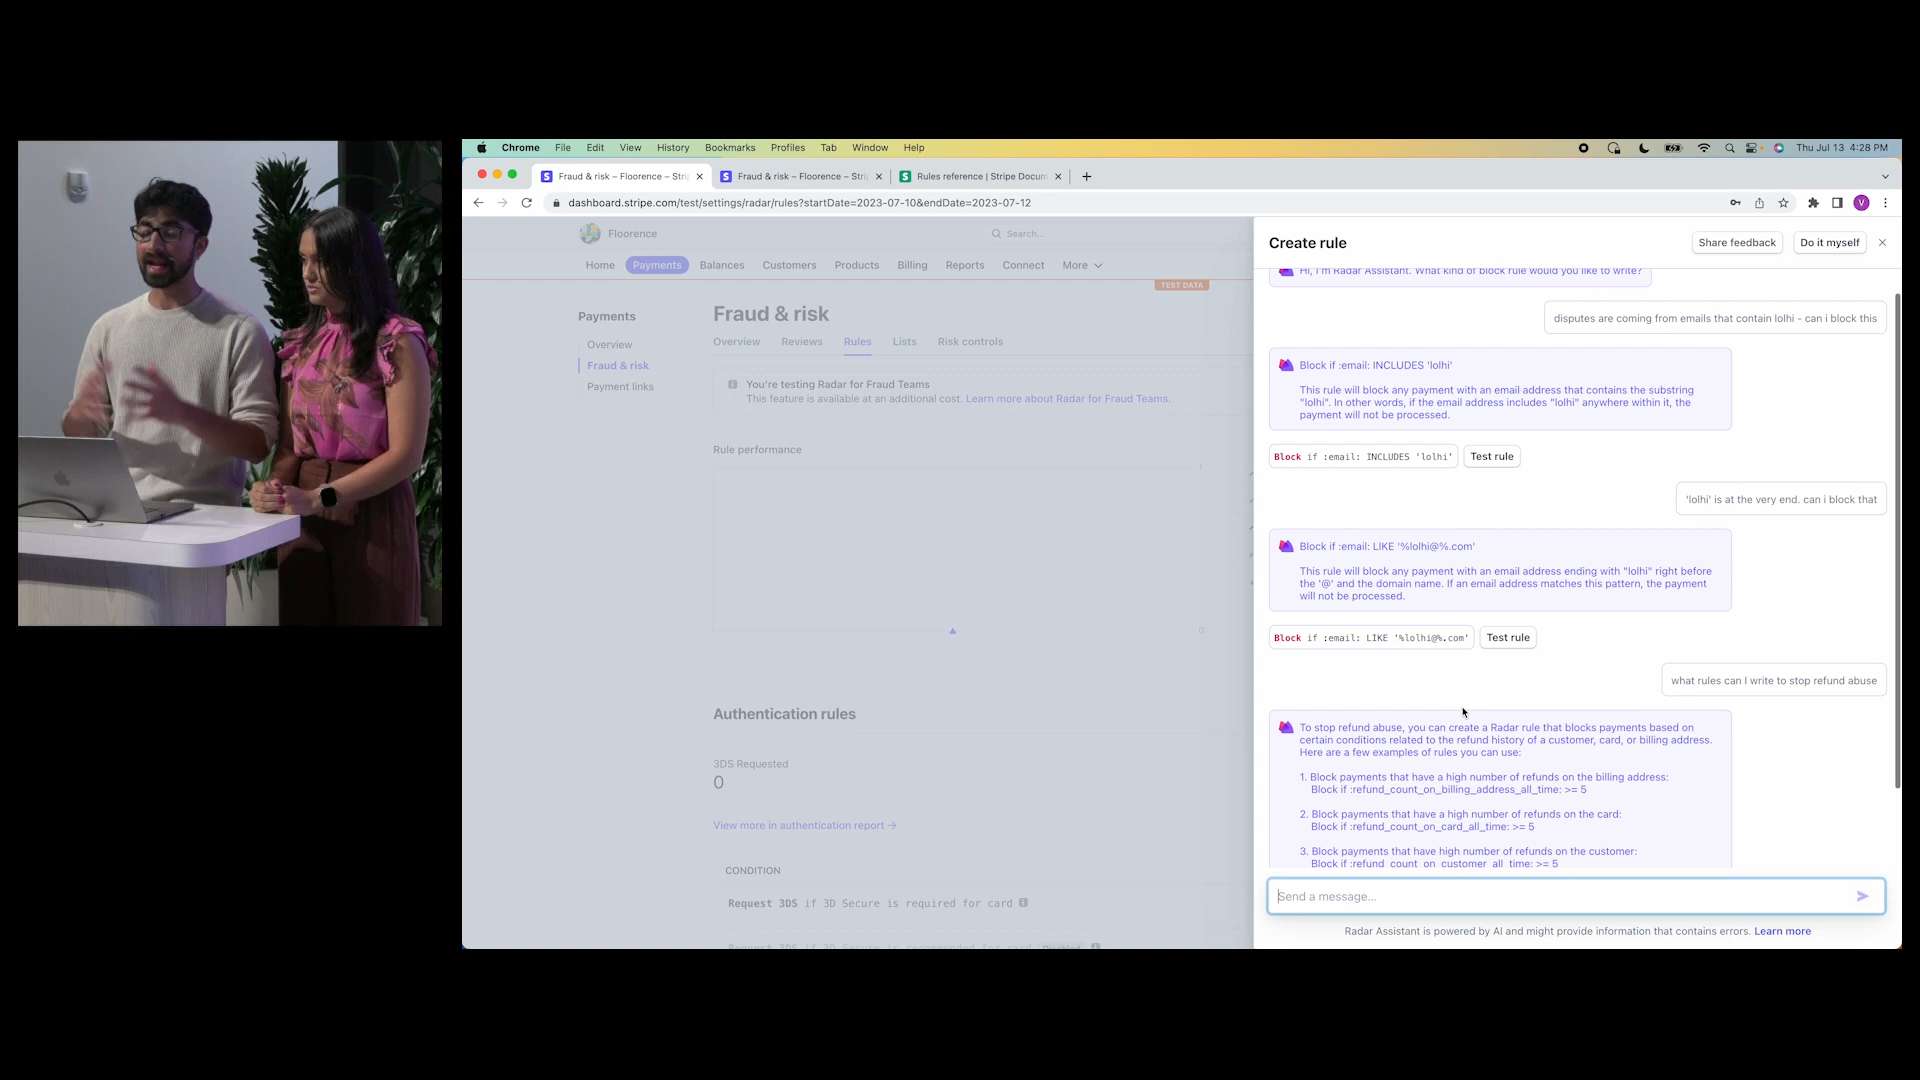 Chrome File Edit View History Bookmarks Profiles Tab Window Help
Thu Jul 13 4:28 PM
Fraud & risk – Floorence – Stri
Fraud & risk – Floorence – Stri
Rules reference | Stripe Docum
dashboard.stripe.com/test/settings/radar/rules?startDate=2023-07-10&endDate=2023-07-12
V
Floorence
Search...
Home Payments Balances Customers Products Billing Reports Connect More
TEST DATA
Payments
Overview
Fraud & risk
Payment links
Fraud & risk
Overview Reviews Rules Lists Risk controls
You're testing Radar for Fraud Teams
This feature is available at an additional cost. Learn more about Radar for Fraud Teams.
Rule performance
1
0
Authentication rules
3DS Requested
0
View more in authentication report →
CONDITION
Request 3DS if 3D Secure is required for card
Request 3DS if 3D Secure is recommended for card Disabled
Create rule
Share feedback
Do it myself
Hi, I'm Radar Assistant. What kind of block rule would you like to write?
disputes are coming from emails that contain lolhi - can i block this
Block if :email: INCLUDES 'lolhi'
This rule will block any payment with an email address that contains the substring
"lolhi". In other words, if the email address includes "lolhi" anywhere within it, the
payment will not be processed.
Block if :email: INCLUDES 'lolhi'
Test rule
'lolhi' is at the very end. can i block that
Block if :email: LIKE '%lolhi@%.com'
This rule will block any payment with an email address ending with "lolhi" right before
the '@' and the domain name. If an email address matches this pattern, the payment
will not be processed.
Block if :email: LIKE '%lolhi@%.com'
Test rule
what rules can I write to stop refund abuse
To stop refund abuse, you can create a Radar rule that blocks payments based on
certain conditions related to the refund history of a customer, card, or billing address.
Here are a few examples of rules you can use:
1. Block payments that have a high number of refunds on the billing address:
Block if :refund_count_on_billing_address_all_time: >= 5
2. Block payments that have a high number of refunds on the card:
Block if :refund_count_on_card_all_time: >= 5
3. Block payments that have high number of refunds on the customer:
Block if :refund_count_on_customer_all_time: >= 5
Send a message...
Radar Assistant is powered by AI and might provide information that contains errors. Learn more